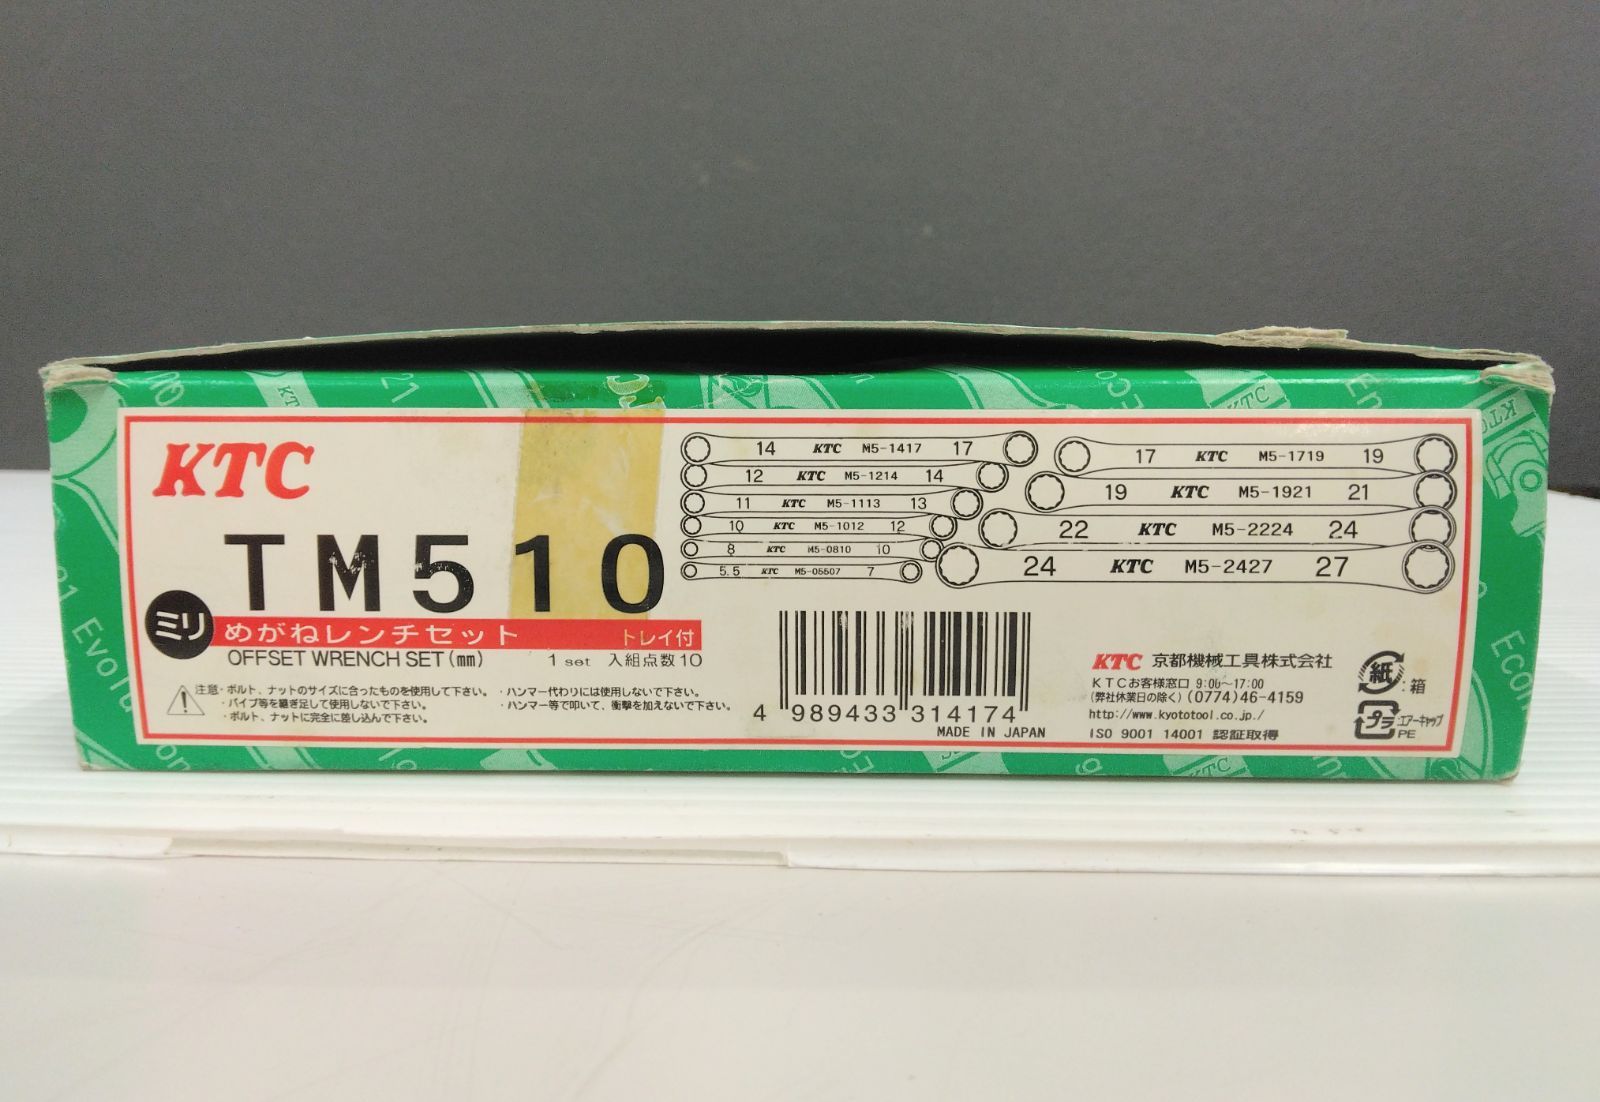 KTC
TM510
ミリ
めがねレンチセット トレイ付
OFFSET WRENCH SET(mm) 1 set 入組点数10
注意・ボルト、ナットのサイズに合ったものを使用して下さい。
・パイプ等を継ぎ足して使用しないで下さい。
・ボルト、ナットに完全に差し込んで下さい。
・ハンマー代わりには使用しないで下さい。
・ハンマー等で叩いて、衝撃を加えないで下さい。
14 KTC M5-1417 17
12 KTC M5-1214 14
11 KTC M5-1113 13
10 KTC M5-1012 12
8 KTC M5-0810 10
5.5 KTC M5-05507 7
17 KTC M5-1719 19
19 KTC M5-1921 21
22 KTC M5-2224 24
24 KTC M5-2427 27
4 989433 314174
MADE IN JAPAN
KTC 京都機械工具株式会社
KTCお客様窓口 9:00～17:00
(弊社休業日の除く) (0774)46-4159
http://www.kyototool.co.jp./
ISO 9001 14001 認証取得
紙 :箱
プラ :エアーキャップ
PE